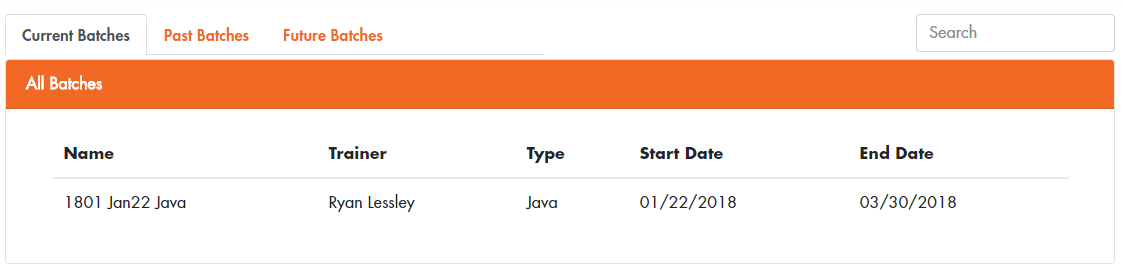 Current Batches Past Batches Future Batches Search
All Batches
Name Trainer Type Start Date End Date
1801 Jan22 Java Ryan Lessley Java 01/22/2018 03/30/2018